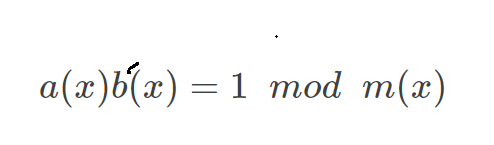 a(x)b(x) = 1 mod m(x)